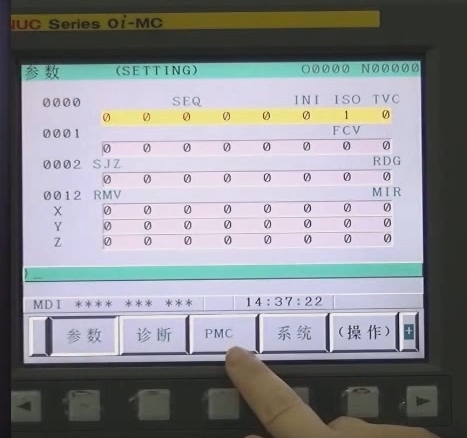 NUC Series 0i-MC
参数 (SETTING) O0000 N00000
0000 SEQ INI ISO TVC
0 0 0 0 0 0 1 0
0001 FCV
0 0 0 0 0 0 0 0
0002 SJZ RDG
0 0 0 0 0 0 0 0
0012 RMV MIR
X 0 0 0 0 0 0 0 0
Y 0 0 0 0 0 0 0 0
Z 0 0 0 0 0 0 0 0
)_
MDI **** *** *** 14:37:22
参数 诊断 PMC 系统 (操作) +